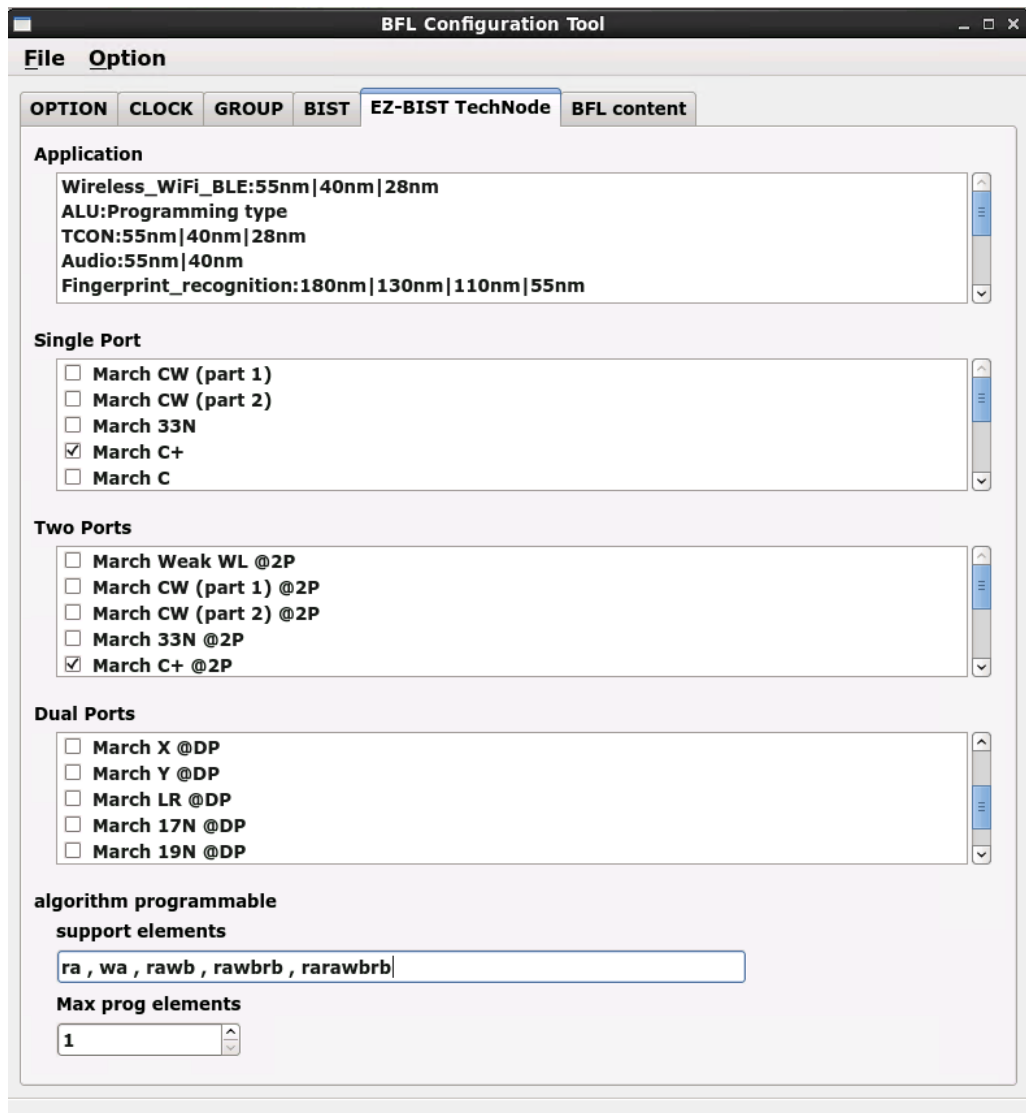 BFL Configuration Tool
File Option
OPTION CLOCK GROUP BIST EZ-BIST TechNode BFL content
Application
Wireless_WiFi_BLE:55nm|40nm|28nm
ALU:Programming type
TCON:55nm|40nm|28nm
Audio:55nm|40nm
Fingerprint_recognition:180nm|130nm|110nm|55nm
Single Port
March CW (part 1)
March CW (part 2)
March 33N
March C+
March C
Two Ports
March Weak WL @2P
March CW (part 1) @2P
March CW (part 2) @2P
March 33N @2P
March C+ @2P
Dual Ports
March X @DP
March Y @DP
March LR @DP
March 17N @DP
March 19N @DP
algorithm programmable
support elements
ra , wa , rawb , rawbrb , rarawbrb
Max prog elements
1